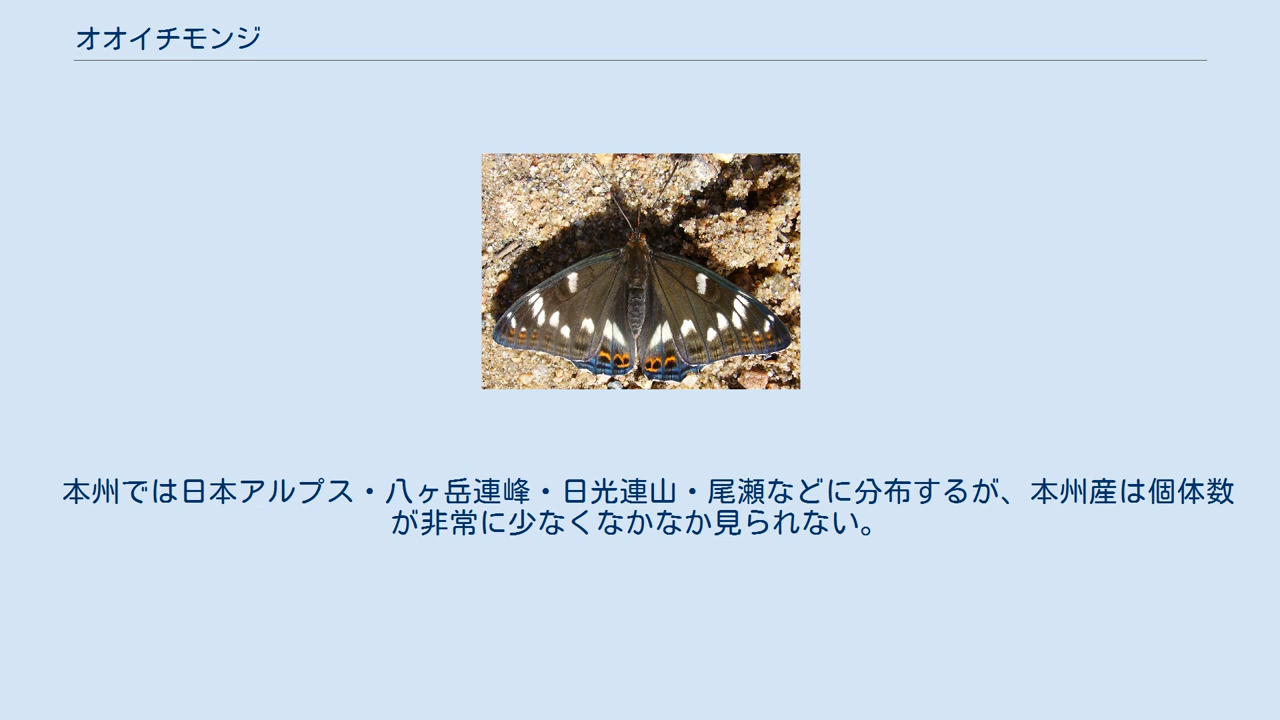 オオイチモンジ
本州では日本アルプス・八ヶ岳連峰・日光連山・尾瀬などに分布するが、本州産は個体数
が非常に少なくなかなか見られない。